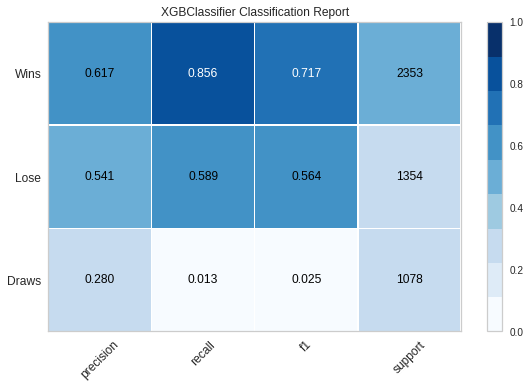 XGBClassifier Classification Report
Wins 0.617 0.856 0.717 2353
Lose 0.541 0.589 0.564 1354
Draws 0.280 0.013 0.025 1078
precision recall f1 support
1.0
0.8
0.6
0.4
0.2
0.0